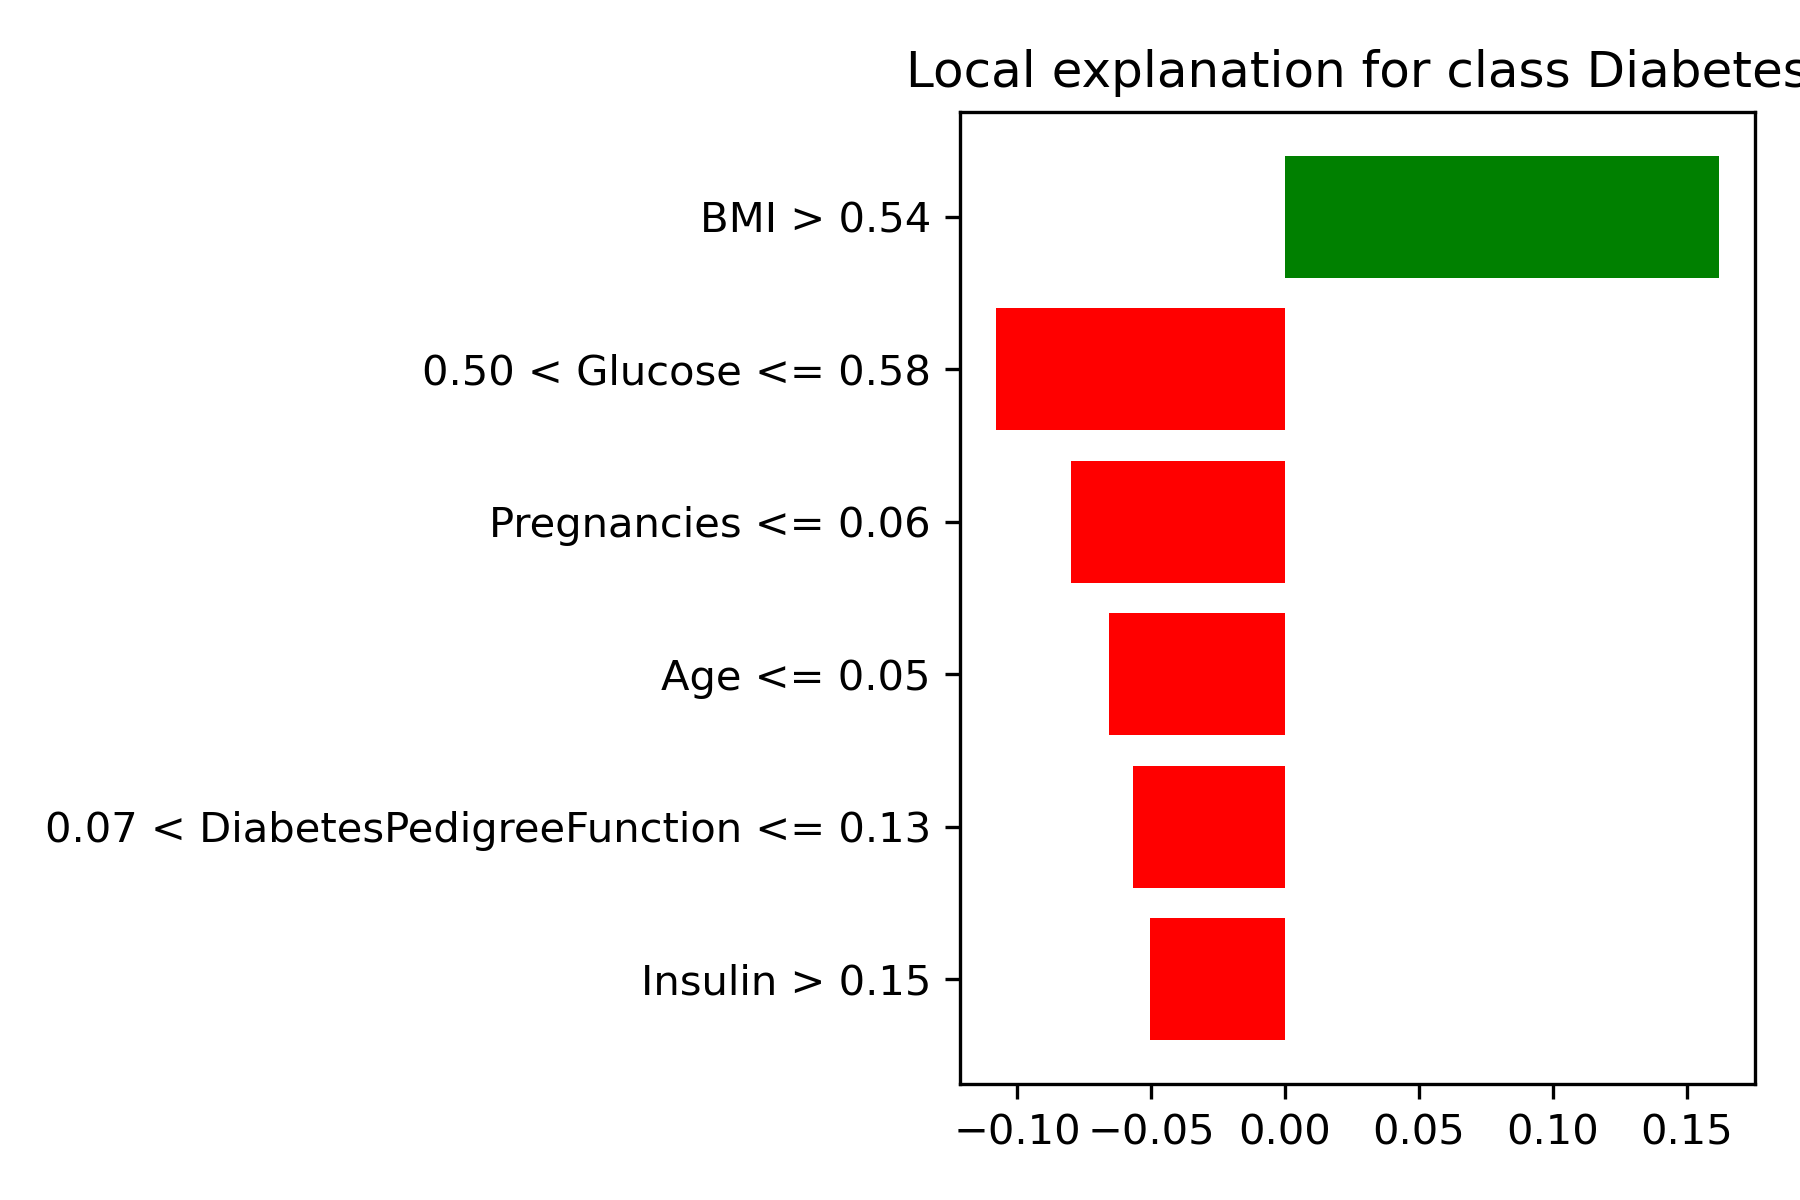 Local explanation for class Diabetes
BMI > 0.54
0.50 < Glucose <= 0.58
Pregnancies <= 0.06
Age <= 0.05
0.07 < DiabetesPedigreeFunction <= 0.13
Insulin > 0.15
−0.10 −0.05 0.00 0.05 0.10 0.15